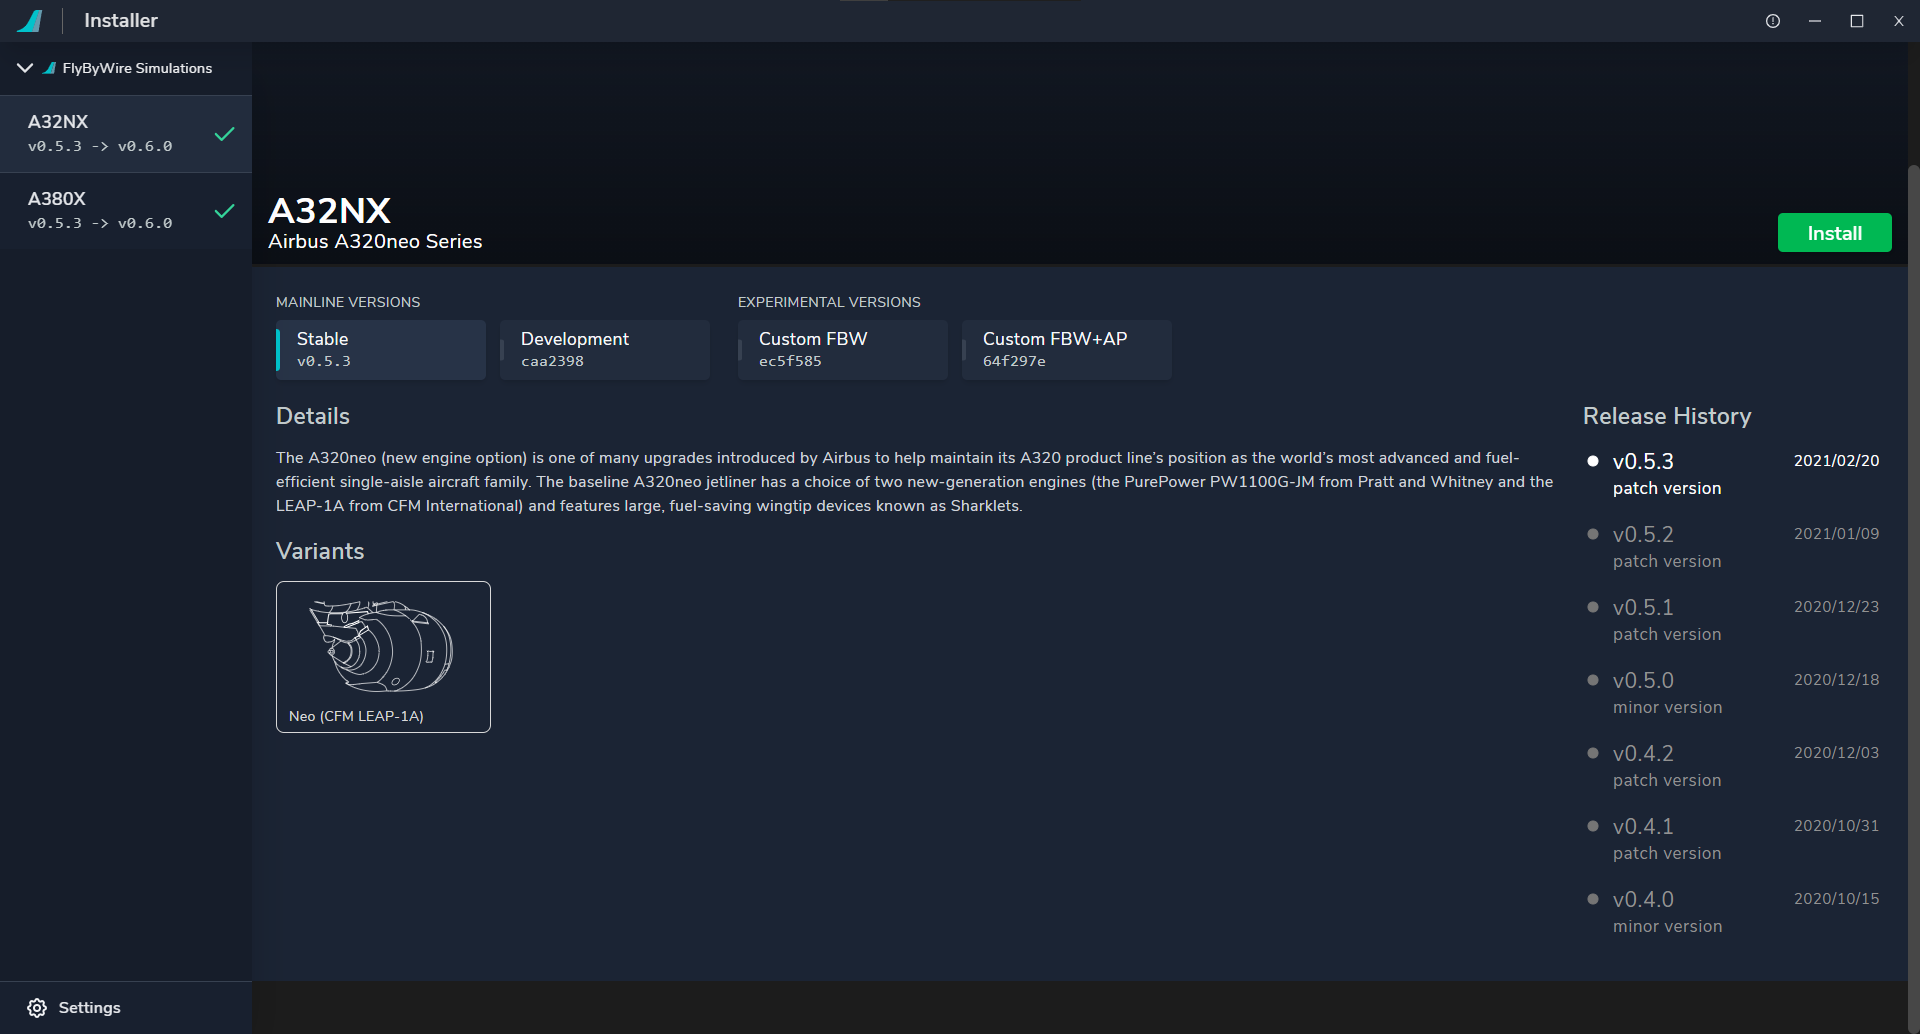 Installer
FlyByWire Simulations
A32NX
v0.5.3 -> v0.6.0
A380X
v0.5.3 -> v0.6.0
Settings
A32NX
Airbus A320neo Series
Install
MAINLINE VERSIONS
Stable
v0.5.3
Development
caa2398
EXPERIMENTAL VERSIONS
Custom FBW
ec5f585
Custom FBW+AP
64f297e
Details
The A320neo (new engine option) is one of many upgrades introduced by Airbus to help maintain its A320 product line’s position as the world’s most advanced and fuel-
efficient single-aisle aircraft family. The baseline A320neo jetliner has a choice of two new-generation engines (the PurePower PW1100G-JM from Pratt and Whitney and the
LEAP-1A from CFM International) and features large, fuel-saving wingtip devices known as Sharklets.
Variants
Neo (CFM LEAP-1A)
Release History
v0.5.3 2021/02/20
patch version
v0.5.2 2021/01/09
patch version
v0.5.1 2020/12/23
patch version
v0.5.0 2020/12/18
minor version
v0.4.2 2020/12/03
patch version
v0.4.1 2020/10/31
patch version
v0.4.0 2020/10/15
minor version